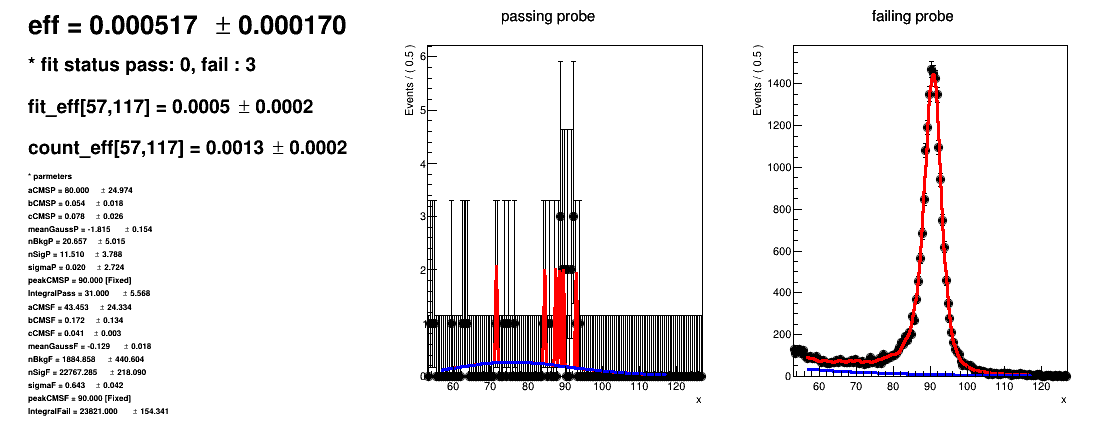 eff = 0.000517 ± 0.000170
* fit status pass: 0, fail : 3
fit_eff[57,117] = 0.0005 ± 0.0002
count_eff[57,117] = 0.0013 ± 0.0002
* parmeters
aCMSP = 80.000 ± 24.974
bCMSP = 0.054 ± 0.018
cCMSP = 0.078 ± 0.026
meanGaussP = -1.815 ± 0.154
nBkgP = 20.657 ± 5.015
nSigP = 11.510 ± 3.788
sigmaP = 0.020 ± 2.724
peakCMSP = 90.000 [Fixed]
IntegralPass = 31.000 ± 5.568
aCMSF = 43.453 ± 24.334
bCMSF = 0.172 ± 0.134
cCMSF = 0.041 ± 0.003
meanGaussF = -0.129 ± 0.018
nBkgF = 1884.858 ± 440.604
nSigF = 22767.285 ± 218.090
sigmaF = 0.643 ± 0.042
peakCMSF = 90.000 [Fixed]
IntegralFail = 23821.000 ± 154.341
passing probe
Events / ( 0.5 )
6
5
4
3
2
1
0
60 70 80 90 100 110 120
x
failing probe
Events / ( 0.5 )
1400
1200
1000
800
600
400
200
0
60 70 80 90 100 110 120
x